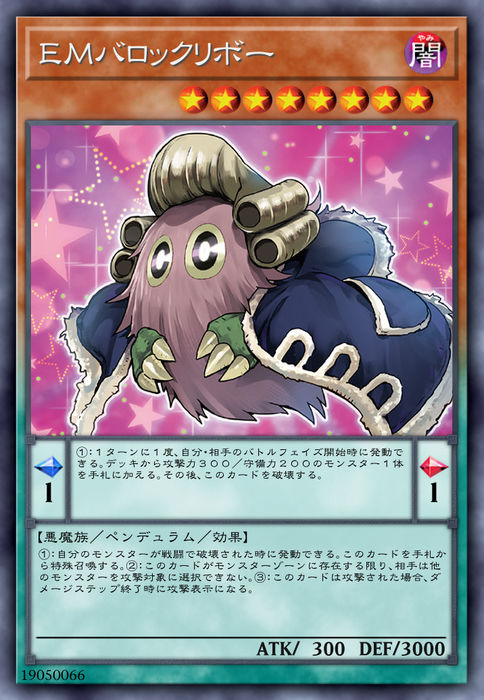 EMバロックリボー
やみ
闇
①:1ターンに1度、自分・相手のバトルフェイズ開始時に発動で
きる。デッキから攻撃力300/守備力200のモンスター1体
を手札に加える。その後、このカードを破壊する。
1
1
【悪魔族/ペンデュラム/効果】
①:自分のモンスターが戦闘で破壊された時に発動できる。このカードを手札か
ら特殊召喚する。②:このカードがモンスターゾーンに存在する限り、相手は他
のモンスターを攻撃対象に選択できない。③:このカードは攻撃された場合、ダ
メージステップ終了時に攻撃表示になる。
ATK/ 300 DEF/3000
19050066